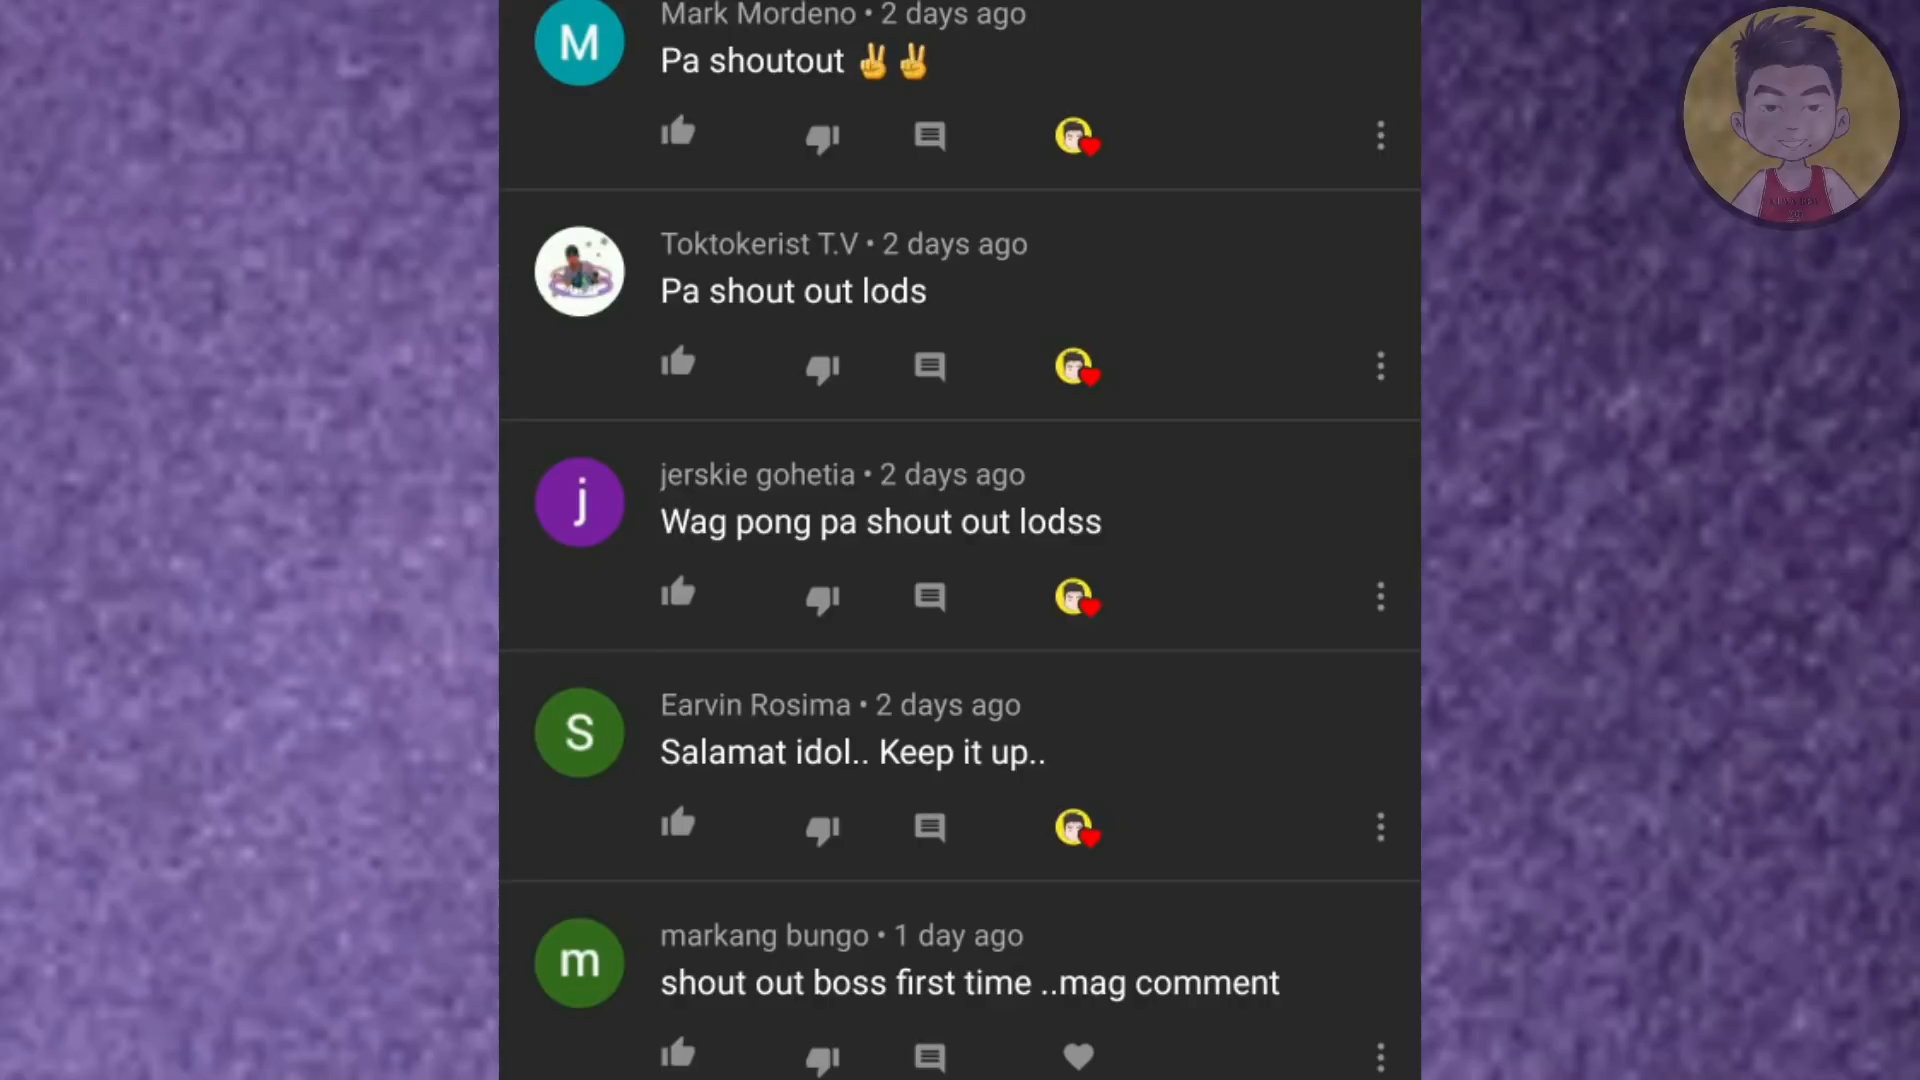 Mark Mordeno • 2 days ago
M
Pa shoutout ✌✌
Toktokerist T.V • 2 days ago
Pa shout out lods
jerskie gohetia • 2 days ago
j
Wag pong pa shout out lodss
Earvin Rosima • 2 days ago
S
Salamat idol.. Keep it up..
markang bungo • 1 day ago
m
shout out boss first time ..mag comment